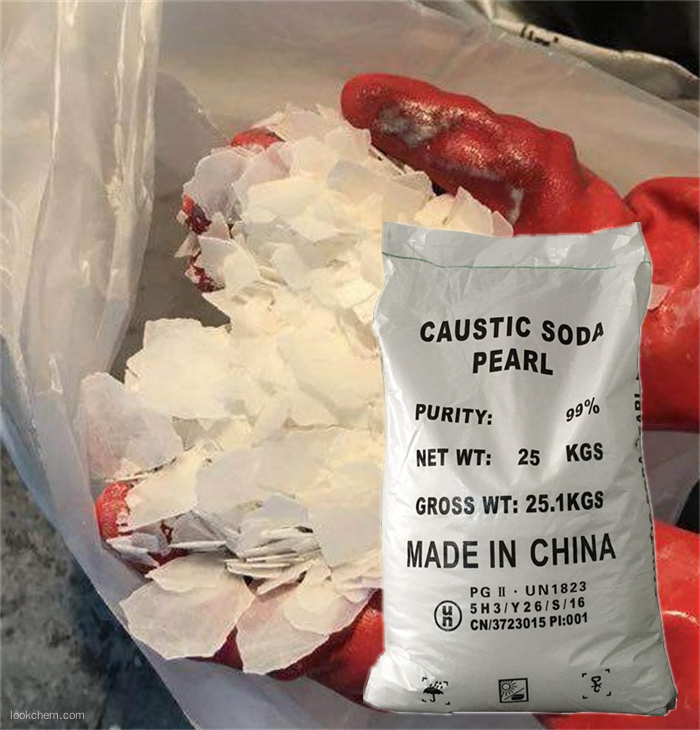 CAUSTIC SODA
PEARL
PURITY: 99%
NET WT: 25 KGS
GROSS WT: 25.1KGS
MADE IN CHINA
PG II · UN1823
un
5H3/Y26/S/16
CN/3723015 PI:001
lookchem.com